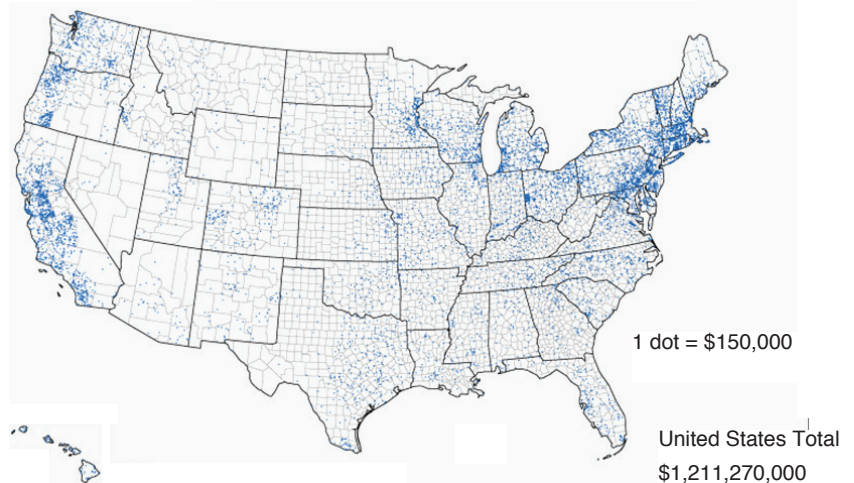 1 dot = $150,000
United States Total
$1,211,270,000